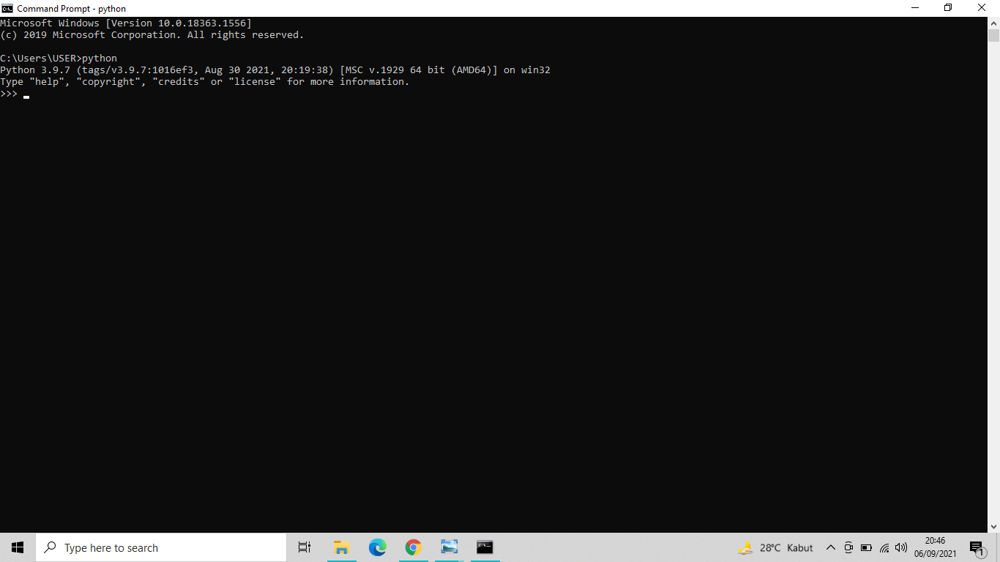 Command Prompt - python
Microsoft Windows [Version 10.0.18363.1556]
(c) 2019 Microsoft Corporation. All rights reserved.
C:\Users\USER>python
Python 3.9.7 (tags/v3.9.7:1016ef3, Aug 30 2021, 20:19:38) [MSC v.1929 64 bit (AMD64)] on win32
Type "help", "copyright", "credits" or "license" for more information.
>>>
Type here to search
28°C Kabut
20:46
06/09/2021
1